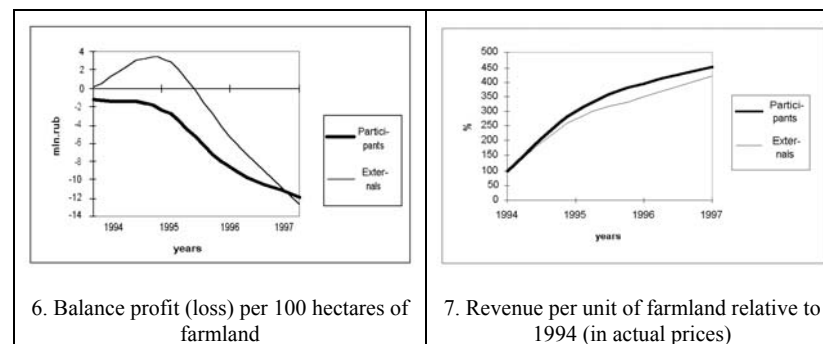 4
2
0
-2
-4
-6
-8
-10
-12
-14
mln.rub
1994 1995 1996 1997
years
Partici-
pants
Exter-
nals
6. Balance profit (loss) per 100 hectares of
farmland
500
450
400
350
300
250
200
150
100
50
0
%
1994 1995 1996 1997
years
Partici-
pants
Exter-
nals
7. Revenue per unit of farmland relative to
1994 (in actual prices)